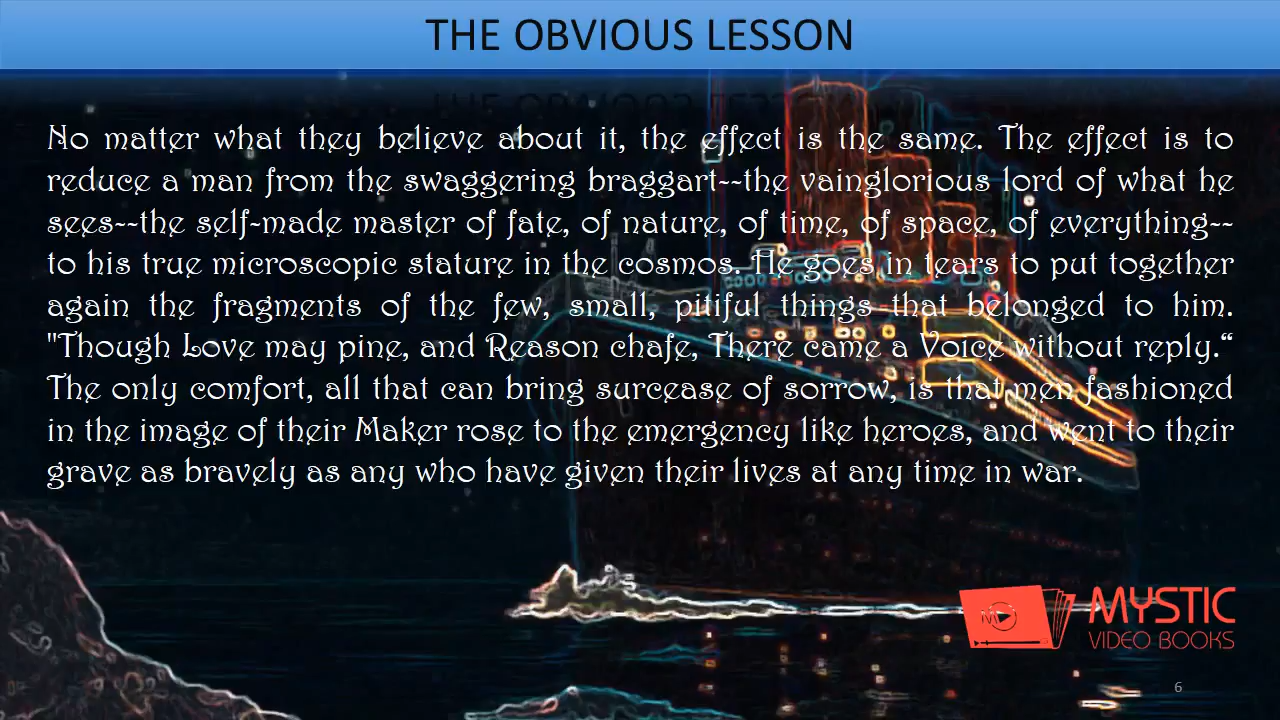 THE OBVIOUS LESSON
No matter what they believe about it, the effect is the same. The effect is to
reduce a man from the swaggering braggart--the vainglorious lord of what he
sees--the self-made master of fate, of nature, of time, of space, of everything--
to his true microscopic stature in the cosmos. He goes in tears to put together
again the fragments of the few, small, pitiful things that belonged to him.
"Though Love may pine, and Reason chafe, There came a Voice without reply.“
The only comfort, all that can bring surcease of sorrow, is that men fashioned
in the image of their Maker rose to the emergency like heroes, and went to their
grave as bravely as any who have given their lives at any time in war.
MYSTIC
VIDEO BOOKS
6